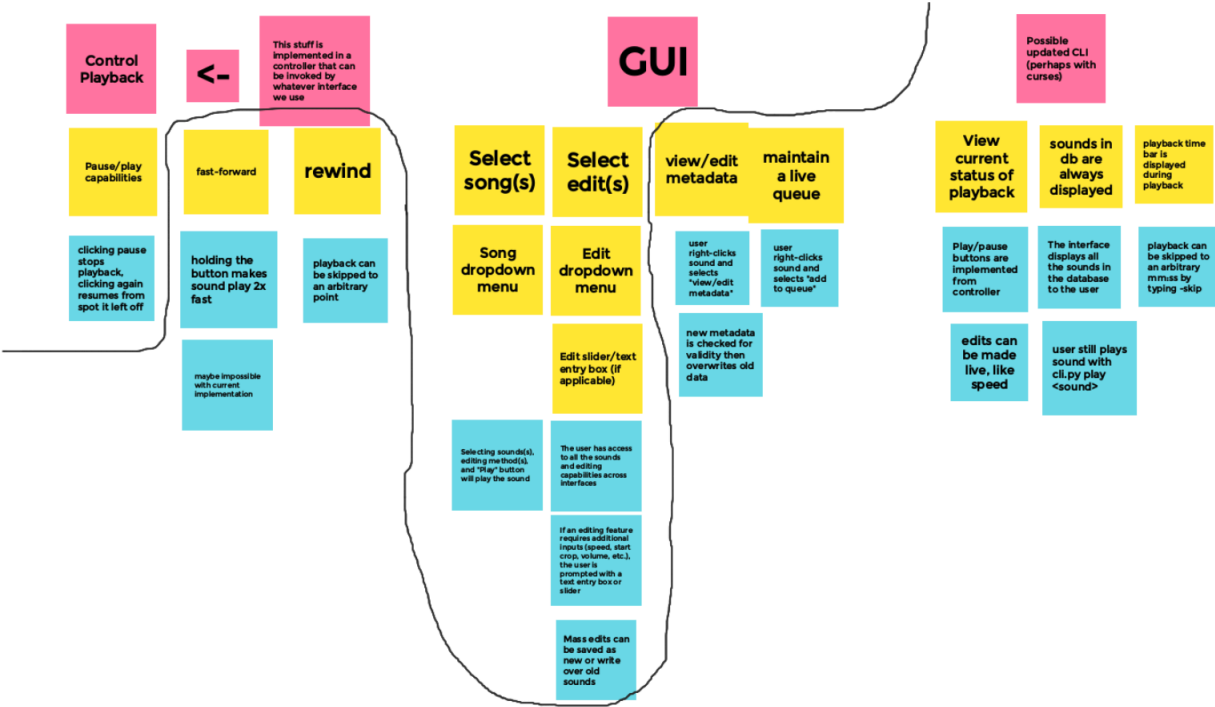 Control
Playback
<-
This stuff is
implemented in a
controller that can
be invoked by
whatever interface
we use
GUI
Possible
updated CLI
(perhaps with
curses)
Pause/play
capabilities
fast-forward
rewind
Select
song(s)
Select
edit(s)
view/edit
metadata
maintain
a live
queue
View
current
status of
playback
sounds in
db are
always
displayed
playback time
bar is
displayed
during
playback
clicking pause
stops
playback,
clicking again
resumes from
spot it left off
holding the
button makes
sound play 2x
fast
playback can
be skipped to
an arbitrary
point
Song
dropdown
menu
Edit
dropdown
menu
user
right-clicks
sound and
selects
"view/edit
metadata"
user
right-clicks
sound and
selects "add
to queue"
Play/pause
buttons are
implemented
from
controller
The interface
displays all
the sounds in
the database
to the user
playback can
be skipped to
an arbitrary
mm:ss by
typing -skip
maybe impossible
with current
implementation
Edit slider/text
entry box (if
applicable)
new metadata
is checked for
validity then
overwrites old
data
edits can
be made
live, like
speed
user still plays
sound with
cli.py play
<sound>
Selecting sounds(s),
editing method(s),
and "Play" button
will play the sound
The user has access
to all the sounds
and editing
capabilities across
interfaces
If an editing feature
requires additional
inputs (speed, start
crop, volume, etc.),
the user is
prompted with a
text entry box or
slider
Mass edits can
be saved as
new or write
over old
sounds